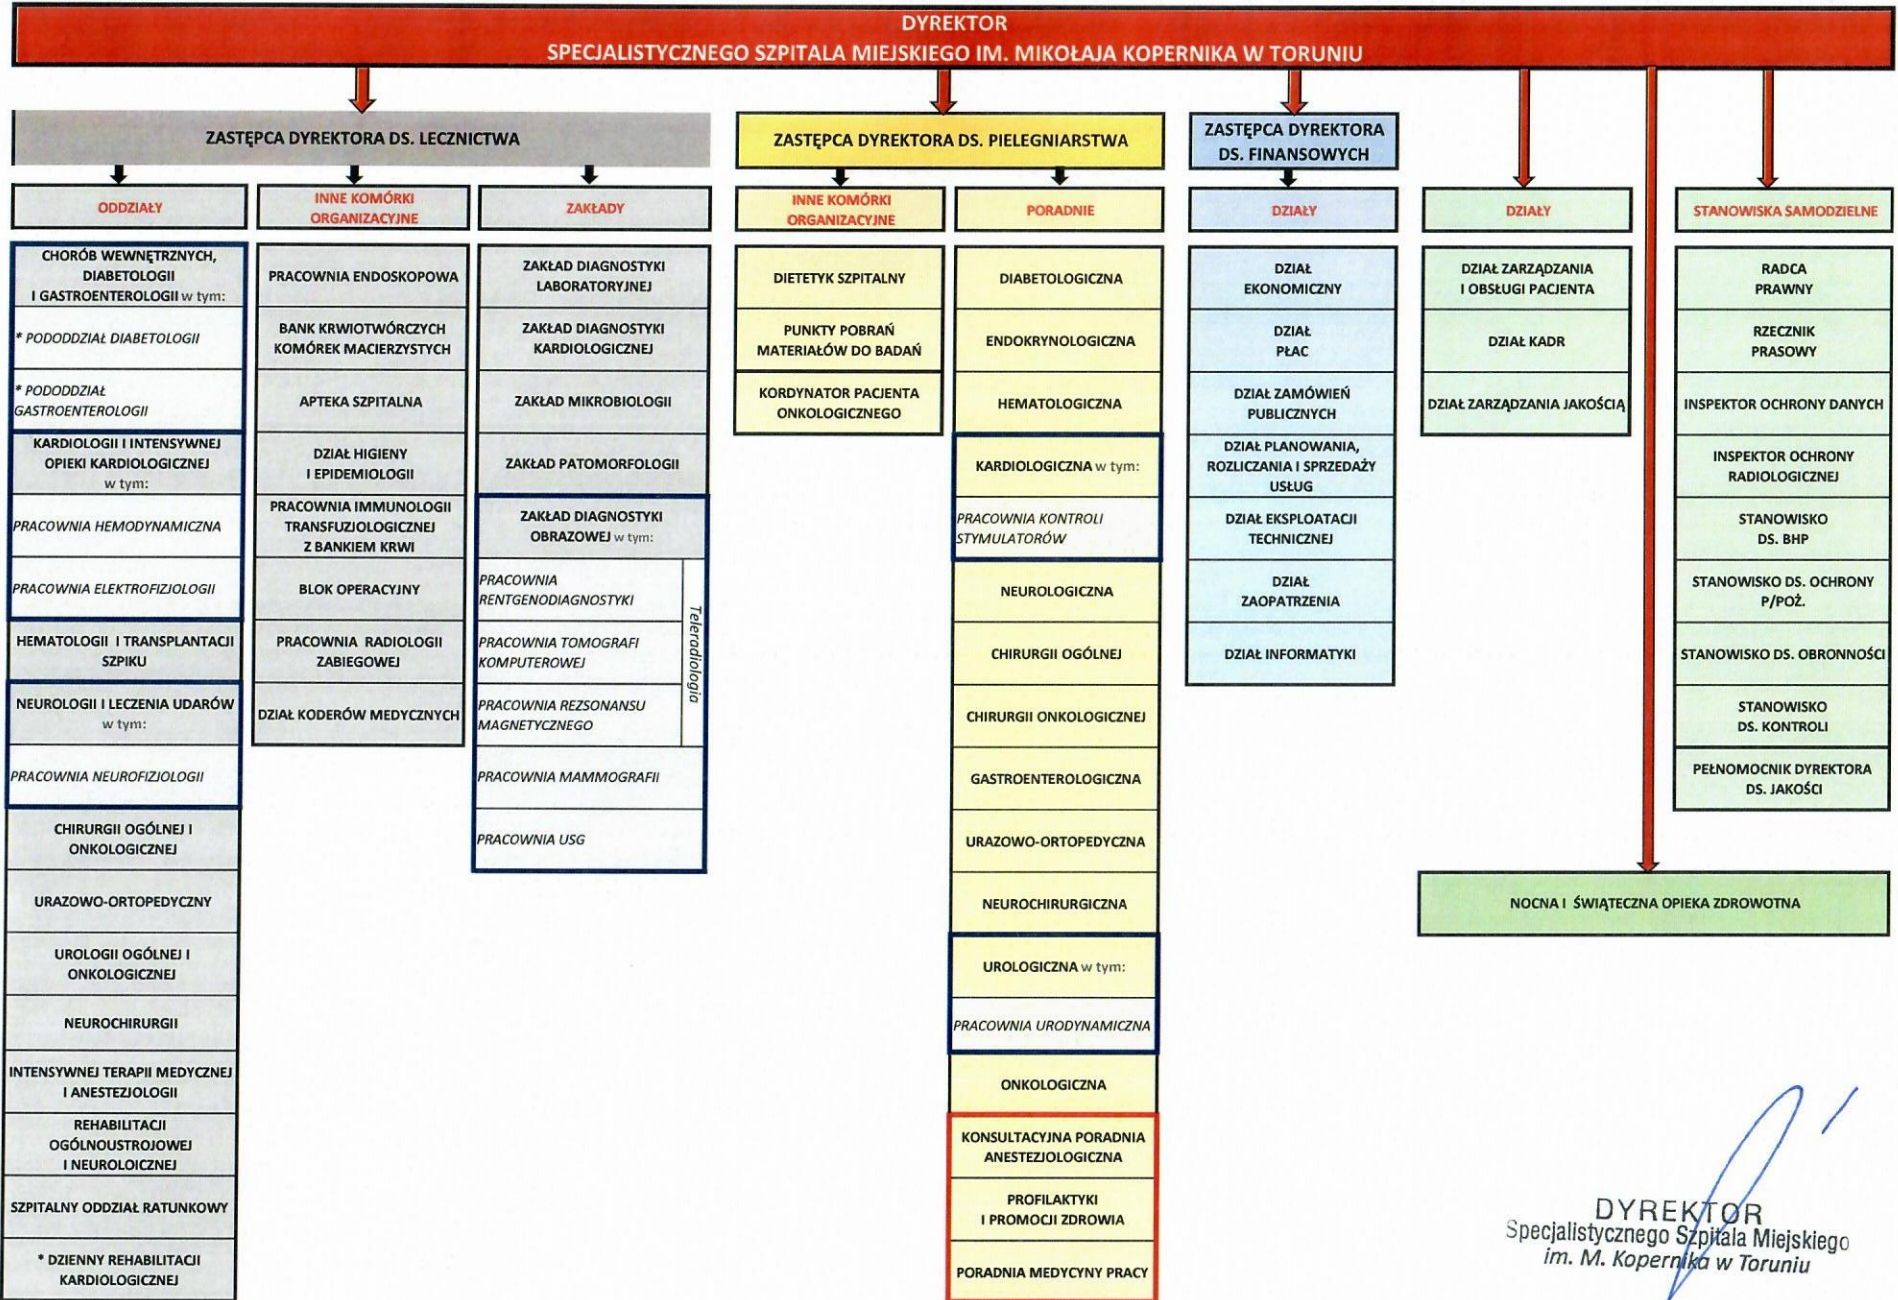 DYREKTOR
SPECJALISTYCZNEGO SZPITALA MIEJSKIEGO IM. MIKOŁAJA KOPERNIKA W TORUNIU
ZASTĘPCA DYREKTORA DS. LECZNICTWA
ODDZIAŁY
CHORÓB WEWNĘTRZNYCH,
DIABETOLOGII
I GASTROENTEROLOGII w tym:
* PODODDZIAŁ DIABETOLOGII
* PODODDZIAŁ
GASTROENTEROLOGII
KARDIOLOGII I INTENSYWNEJ
OPIEKI KARDIOLOGICZNEJ
w tym:
PRACOWNIA HEMODYNAMICZNA
PRACOWNIA ELEKTROFIZJOLOGII
HEMATOLOGII I TRANSPLANTACJI
SZPIKU
NEUROLOGII I LECZENIA UDARÓW
w tym:
PRACOWNIA NEUROFIZJOLOGII
CHIRURGII OGÓLNEJ I
ONKOLOGICZNEJ
URAZOWO-ORTOPEDYCZNY
UROLOGII OGÓLNEJ I
ONKOLOGICZNEJ
NEUROCHIRURGII
INTENSYWNEJ TERAPII MEDYCZNEJ
I ANESTEZJOLOGII
REHABILITACJI
OGÓLNOUSTROJOWEJ
I NEUROLOICZNEJ
SZPITALNY ODDZIAŁ RATUNKOWY
* DZIENNY REHABILITACJI
KARDIOLOGICZNEJ
INNE KOMÓRKI
ORGANIZACYJNE
PRACOWNIA ENDOSKOPOWA
BANK KRWIOTWÓRCZYCH
KOMÓREK MACIERZYSTYCH
APTEKA SZPITALNA
DZIAŁ HIGIENY
I EPIDEMIOLOGII
PRACOWNIA IMMUNOLOGII
TRANSFUZJOLOGICZNEJ
Z BANKIEM KRWI
BLOK OPERACYJNY
PRACOWNIA RADIOLOGII
ZABIEGOWEJ
DZIAŁ KODERÓW MEDYCZNYCH
ZAKŁADY
ZAKŁAD DIAGNOSTYKI
LABORATORYJNEJ
ZAKŁAD DIAGNOSTYKI
KARDIOLOGICZNEJ
ZAKŁAD MIKROBIOLOGII
ZAKŁAD PATOMORFOLOGII
ZAKŁAD DIAGNOSTYKI
OBRAZOWEJ w tym:
PRACOWNIA
RENTGENODIAGNOSTYKI
PRACOWNIA TOMOGRAFI
KOMPUTEROWEJ
PRACOWNIA REZSONANSU
MAGNETYCZNEGO
Teleradiologia
PRACOWNIA MAMMOGRAFII
PRACOWNIA USG
ZASTĘPCA DYREKTORA DS. PIELEGNIARSTWA
INNE KOMÓRKI
ORGANIZACYJNE
DIETETYK SZPITALNY
PUNKTY POBRAŃ
MATERIAŁÓW DO BADAŃ
KORDYNATOR PACJENTA
ONKOLOGICZNEGO
PORADNIE
DIABETOLOGICZNA
ENDOKRYNOLOGICZNA
HEMATOLOGICZNA
KARDIOLOGICZNA w tym:
PRACOWNIA KONTROLI
STYMULATORÓW
NEUROLOGICZNA
CHIRURGII OGÓLNEJ
CHIRURGII ONKOLOGICZNEJ
GASTROENTEROLOGICZNA
URAZOWO-ORTOPEDYCZNA
NEUROCHIRURGICZNA
UROLOGICZNA w tym:
PRACOWNIA URODYNAMICZNA
ONKOLOGICZNA
KONSULTACYJNA PORADNIA
ANESTEZJOLOGICZNA
PROFILAKTYKI
I PROMOCJI ZDROWIA
PORADNIA MEDYCYNY PRACY
ZASTĘPCA DYREKTORA
DS. FINANSOWYCH
DZIAŁY
DZIAŁ
EKONOMICZNY
DZIAŁ
PŁAC
DZIAŁ ZAMÓWIEŃ
PUBLICZNYCH
DZIAŁ PLANOWANIA,
ROZLICZANIA I SPRZEDAŻY
USŁUG
DZIAŁ EKSPLOATACJI
TECHNICZNEJ
DZIAŁ
ZAOPATRZENIA
DZIAŁ INFORMATYKI
DZIAŁY
DZIAŁ ZARZĄDZANIA
I OBSŁUGI PACJENTA
DZIAŁ KADR
DZIAŁ ZARZĄDZANIA JAKOŚCIĄ
STANOWISKA SAMODZIELNE
RADCA
PRAWNY
RZECZNIK
PRASOWY
INSPEKTOR OCHRONY DANYCH
INSPEKTOR OCHRONY
RADIOLOGICZNEJ
STANOWISKO
DS. BHP
STANOWISKO DS. OCHRONY
P/POŻ.
STANOWISKO DS. OBRONNOŚCI
STANOWISKO
DS. KONTROLI
PEŁNOMOCNIK DYREKTORA
DS. JAKOŚCI
NOCNA I ŚWIĄTECZNA OPIEKA ZDROWOTNA
DYREKTOR
Specjalistycznego Szpitala Miejskiego
im. M. Kopernika w Toruniu